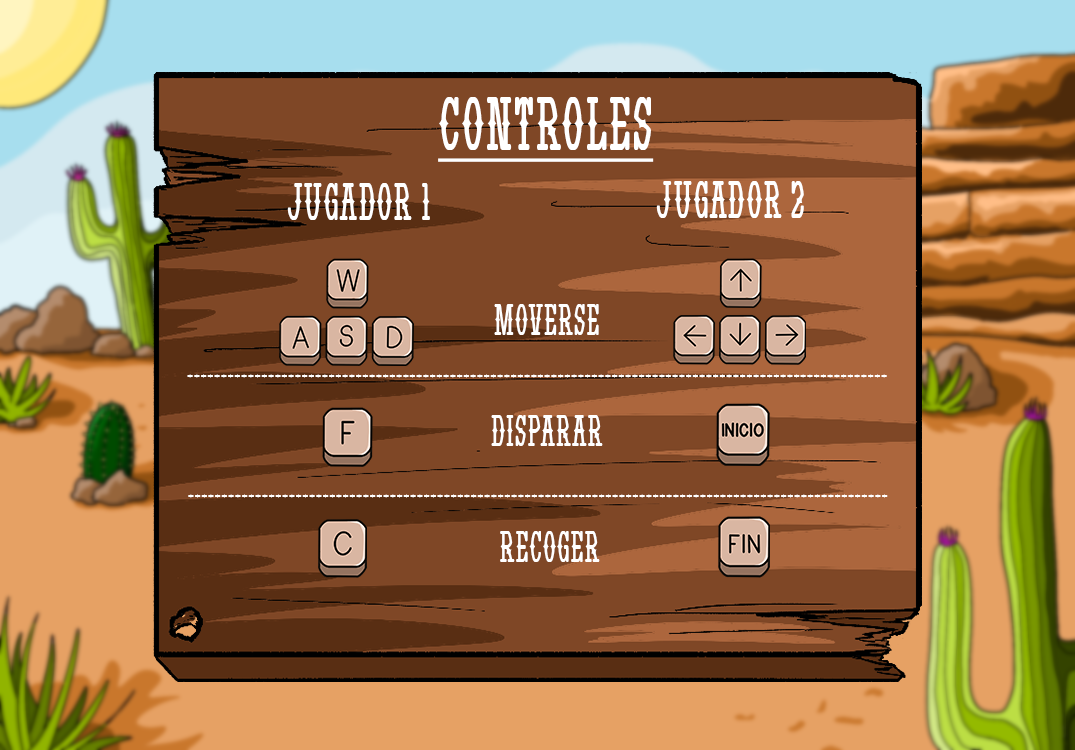 CONTROLES
JUGADOR 1 JUGADOR 2
W ↑
A S D MOVERSE ← ↓ →
F DISPARAR INICIO
C RECOGER FIN